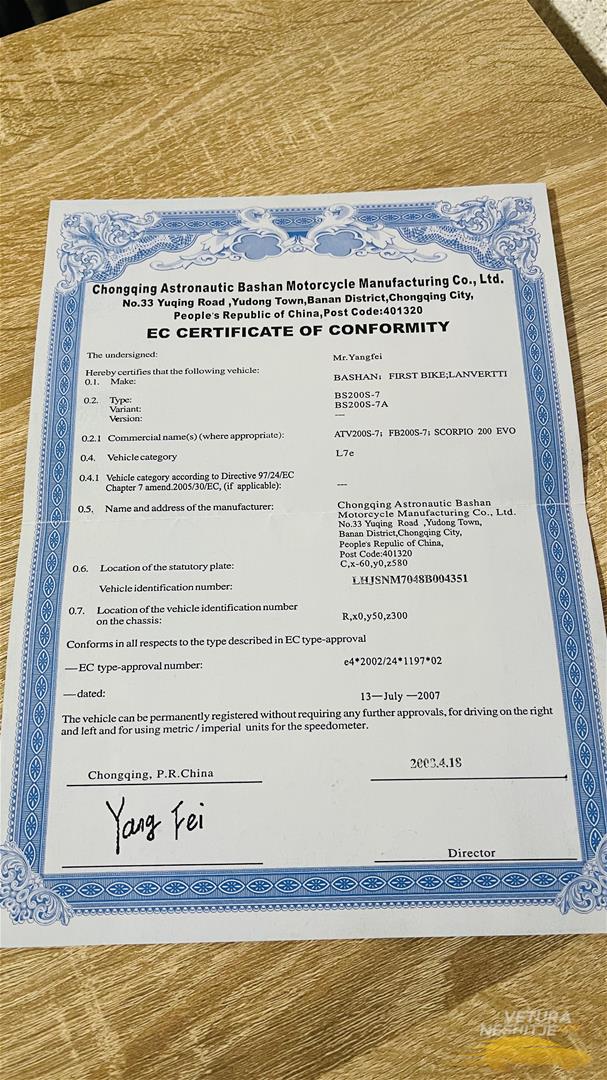 Chongqing Astronautic Bashan Motorcycle Manufacturing Co., Ltd.
No.33 Yuqing Road ,Yudong Town,Banan District,Chongqing City,
People's Republic of China,Post Code:401320
EC CERTIFICATE OF CONFORMITY
The undersigned: Mr.Yangfei
Hereby certifies that the following vehicle:
0.1. Make: BASHAN; FIRST BIKE;LANVERTTI
0.2. Type: BS200S-7
Variant: BS200S-7A
Version: —
0.2.1 Commercial name(s) (where appropriate): ATV200S-7; FB200S-7; SCORPIO 200 EVO
0.4. Vehicle category L7e
0.4.1 Vehicle category according to Directive 97/24/EC
Chapter 7 amend.2005/30/EC, (if applicable): —
0.5, Name and address of the manufacturer: Chongqing Astronautic Bashan
Motorcycle Manufacturing Co., Ltd.
No.33 Yuqing Road ,Yudong Town,
Banan District,Chongqing City,
People's Repulic of China,
Post Code:401320
0.6. Location of the statutory plate: C,x-60,y0,z580
Vehicle identification number: LHJSNM7048B004351
0.7. Location of the vehicle identification number
on the chassis: R,x0,y50,z300
Conforms in all respects to the type described in EC type-approval
—EC type-approval number: e4*2002/24*1197*02
—dated: 13—July —2007
The vehicle can be permanently registered without requiring any further approvals, for driving on the right
and left and for using metric / imperial units for the speedometer.
Chongqing, P.R.China 2008.4.18
Yang Fei
Director
VETURA
NESHITJE